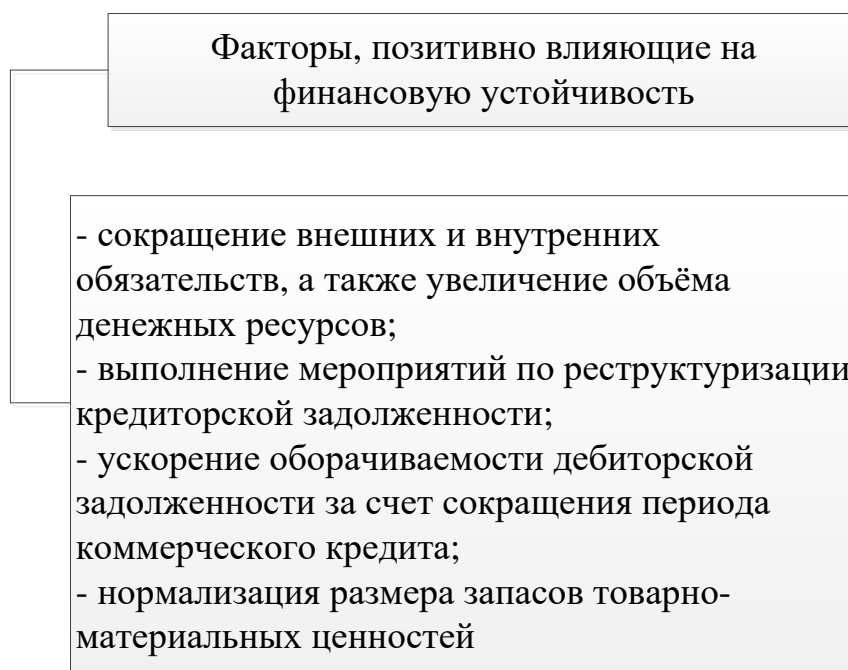 Факторы, позитивно влияющие на
финансовую устойчивость
- сокращение внешних и внутренних
обязательств, а также увеличение объёма
денежных ресурсов;
- выполнение мероприятий по реструктуризации
кредиторской задолженности;
- ускорение оборачиваемости дебиторской
задолженности за счет сокращения периода
коммерческого кредита;
- нормализация размера запасов товарно-
материальных ценностей